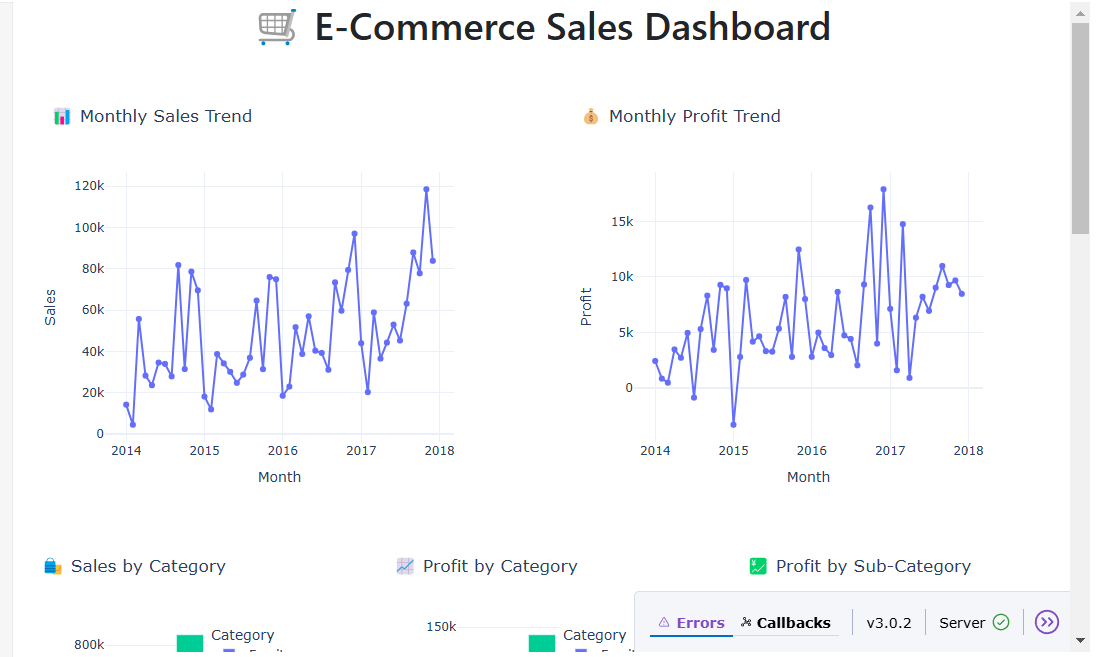 E-Commerce Sales Dashboard
Monthly Sales Trend
Monthly Profit Trend
120k
100k
80k
60k
40k
20k
0
Sales
2014 2015 2016 2017 2018
Month
15k
10k
5k
0
Profit
2014 2015 2016 2017 2018
Month
Sales by Category
Profit by Category
Profit by Sub-Category
800k
Category
150k
Category
Errors
Callbacks
v3.0.2
Server